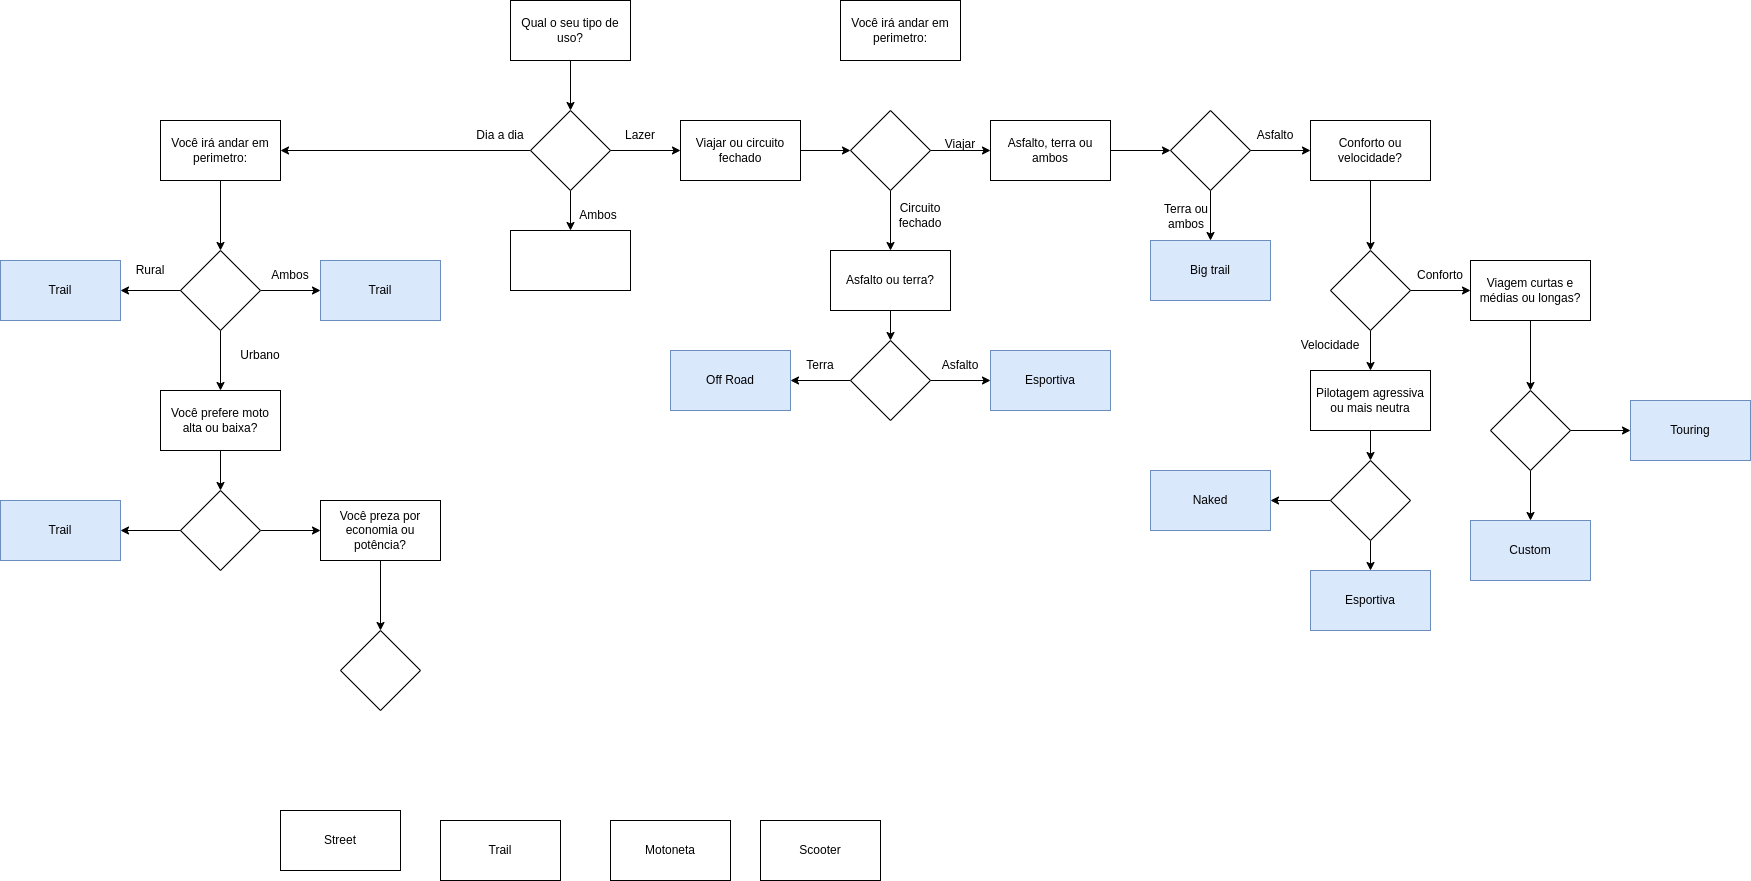 Qual o seu tipo de
uso?
Você irá andar em
perimetro:
Você irá andar em
perimetro:
Dia a dia
Lazer
Viajar ou circuito
fechado
Viajar
Asfalto, terra ou
ambos
Asfalto
Conforto ou
velocidade?
Ambos
Circuito
fechado
Terra ou
ambos
Trail
Rural
Ambos
Trail
Asfalto ou terra?
Big trail
Conforto
Viagem curtas e
médias ou longas?
Urbano
Velocidade
Off Road
Terra
Asfalto
Esportiva
Pilotagem agressiva
ou mais neutra
Você prefere moto
alta ou baixa?
Touring
Trail
Você preza por
economia ou
potência?
Naked
Custom
Esportiva
Street
Trail
Motoneta
Scooter